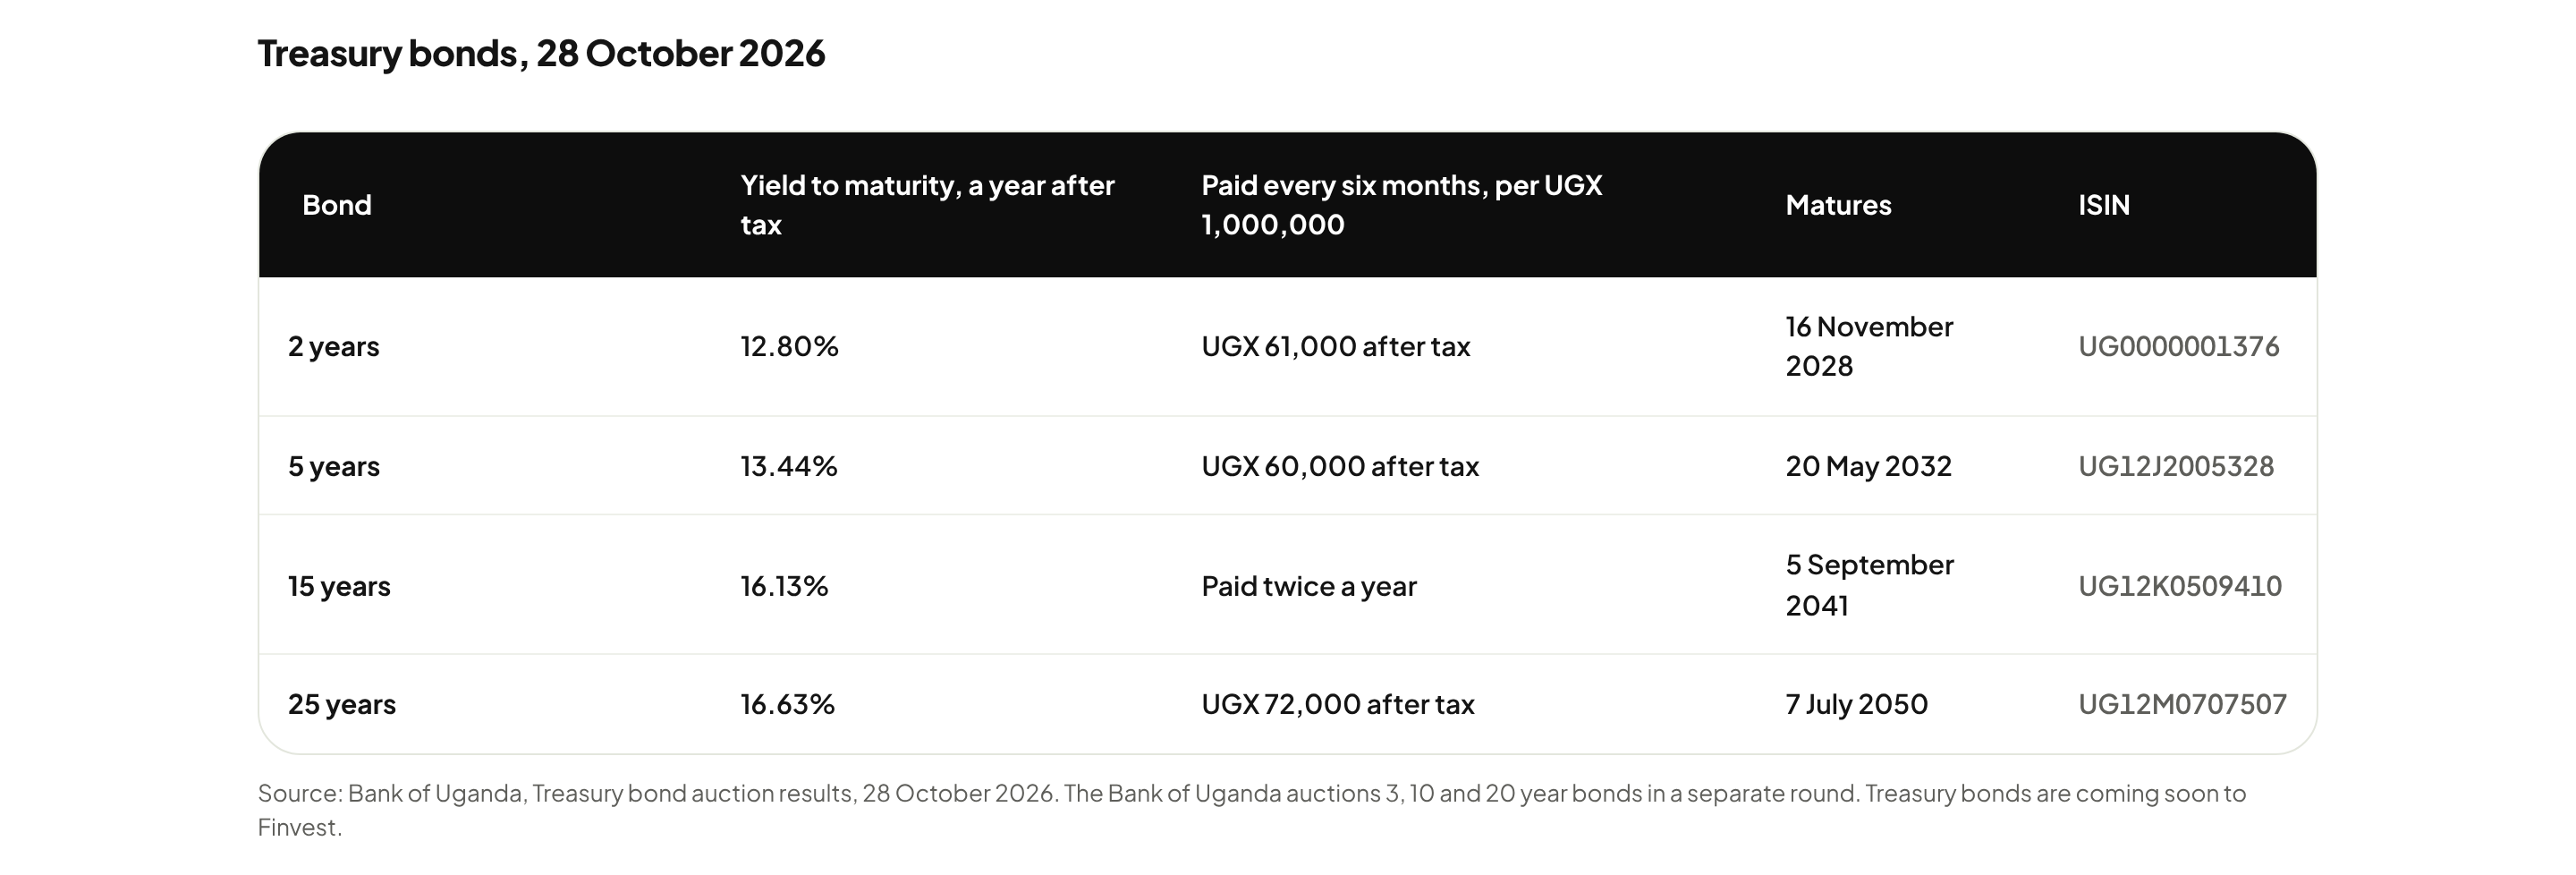 Treasury bonds, 28 October 2026
Bond
Yield to maturity, a year after
tax
Paid every six months, per UGX
1,000,000
Matures
ISIN
2 years
12.80%
UGX 61,000 after tax
16 November
2028
UG0000001376
5 years
13.44%
UGX 60,000 after tax
20 May 2032
UG12J2005328
15 years
16.13%
Paid twice a year
5 September
2041
UG12K0509410
25 years
16.63%
UGX 72,000 after tax
7 July 2050
UG12M0707507
Source: Bank of Uganda, Treasury bond auction results, 28 October 2026. The Bank of Uganda auctions 3, 10 and 20 year bonds in a separate round. Treasury bonds are coming soon to
Finvest.